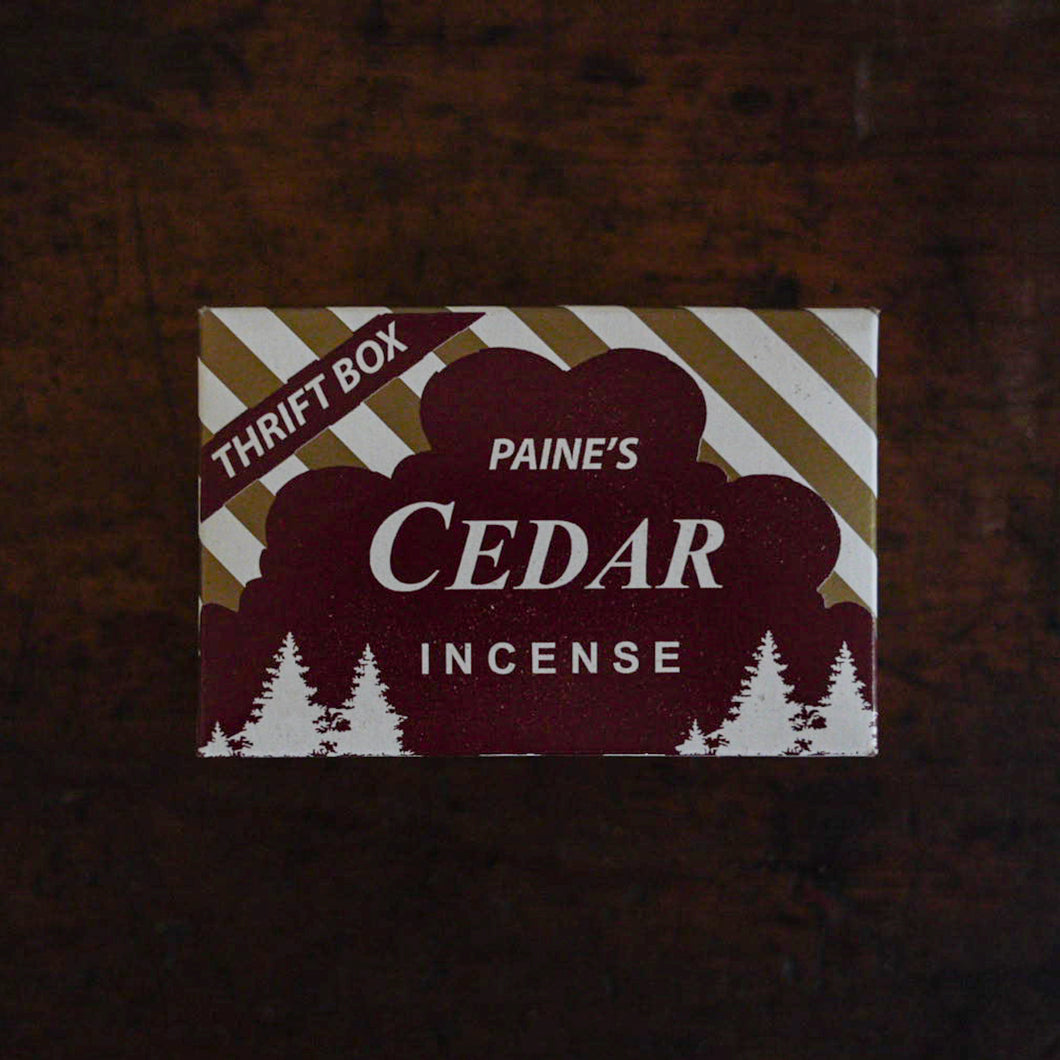 THRIFT BOX
PAINE'S
CEDAR
INCENSE